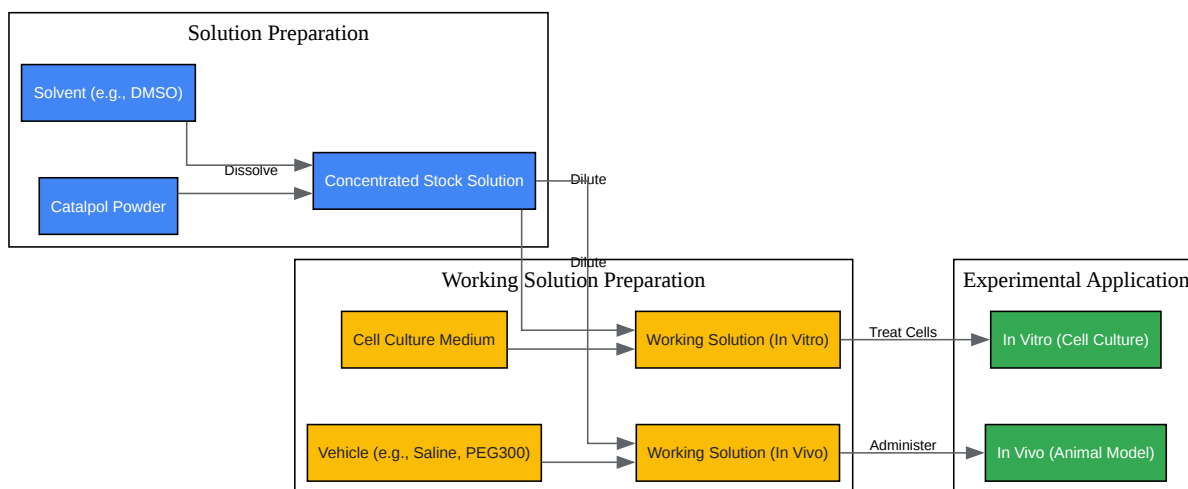 Solution Preparation
Solvent (e.g., DMSO)
Dissolve
Concentrated Stock Solution
Dilute
Catalpol Powder
Dilute
Working Solution Preparation
Experimental Application
Cell Culture Medium
Working Solution (In Vitro)
Treat Cells
In Vitro (Cell Culture)
Vehicle (e.g., Saline, PEG300)
Working Solution (In Vivo)
Administer
In Vivo (Animal Model)